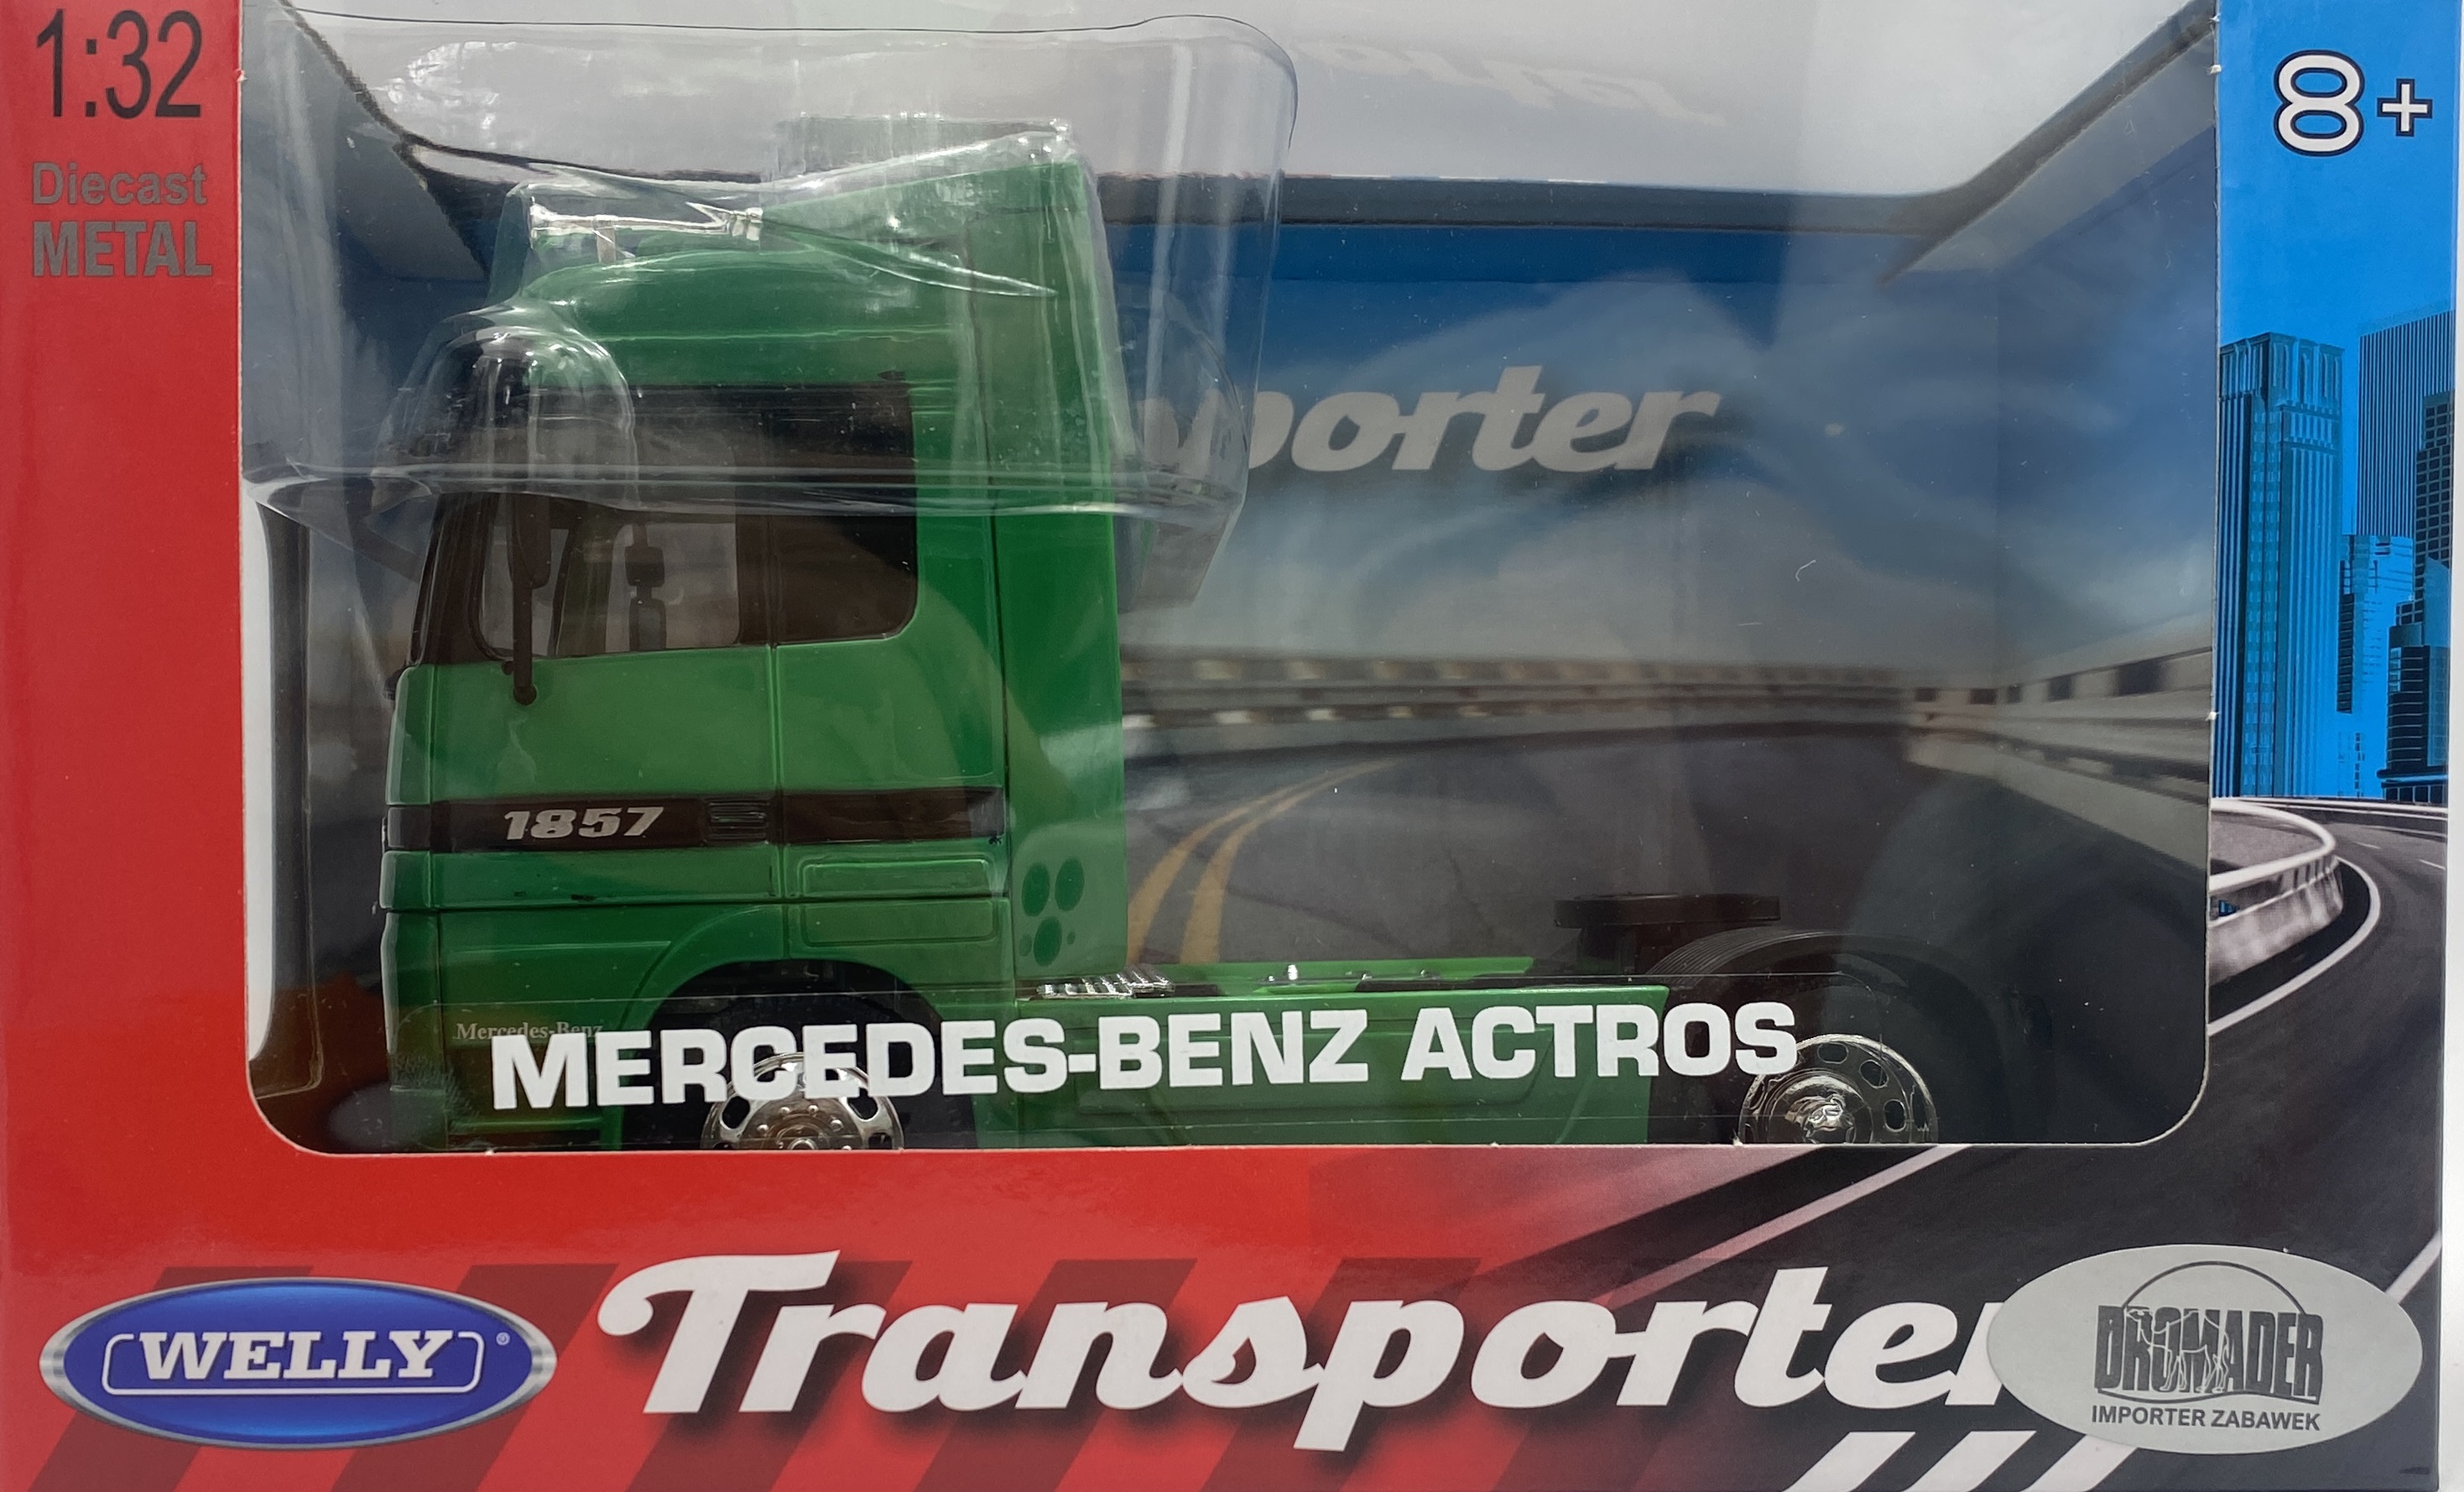 1:32
Diecast
METAL
8+
porter
1857
Mercedes-Benz
MERCEDES-BENZ ACTROS
WELLY®
Transporter
DROMADER
IMPORTER ZABAWEK